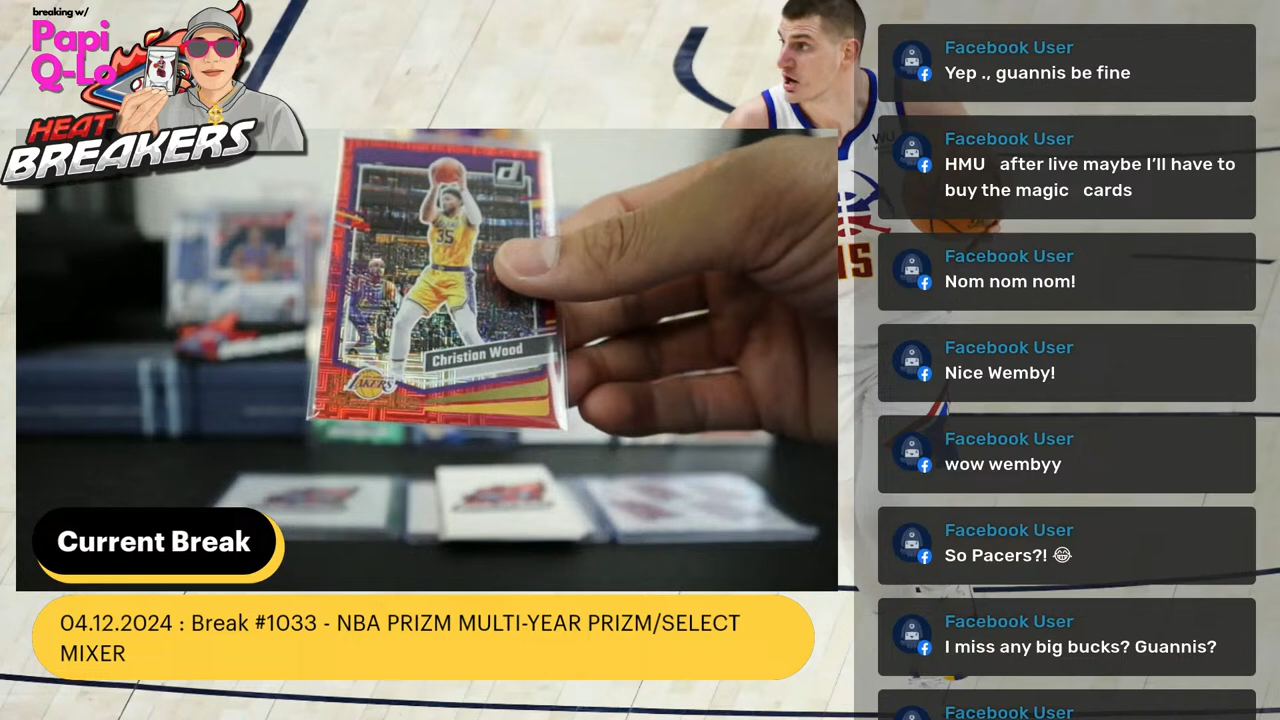 breaking w/
Papi
Q-Lo
HEAT
BREAKERS
35
Christian Wood
LAKERS
Current Break
04.12.2024 : Break #1033 - NBA PRIZM MULTI-YEAR PRIZM/SELECT
MIXER
Facebook User
Yep ., guannis be fine
Facebook User
HMU after live maybe I’ll have to
buy the magic cards
Facebook User
Nom nom nom!
Facebook User
Nice Wemby!
Facebook User
wow wembyy
Facebook User
So Pacers?! 😂
Facebook User
I miss any big bucks? Guannis?
Facebook User